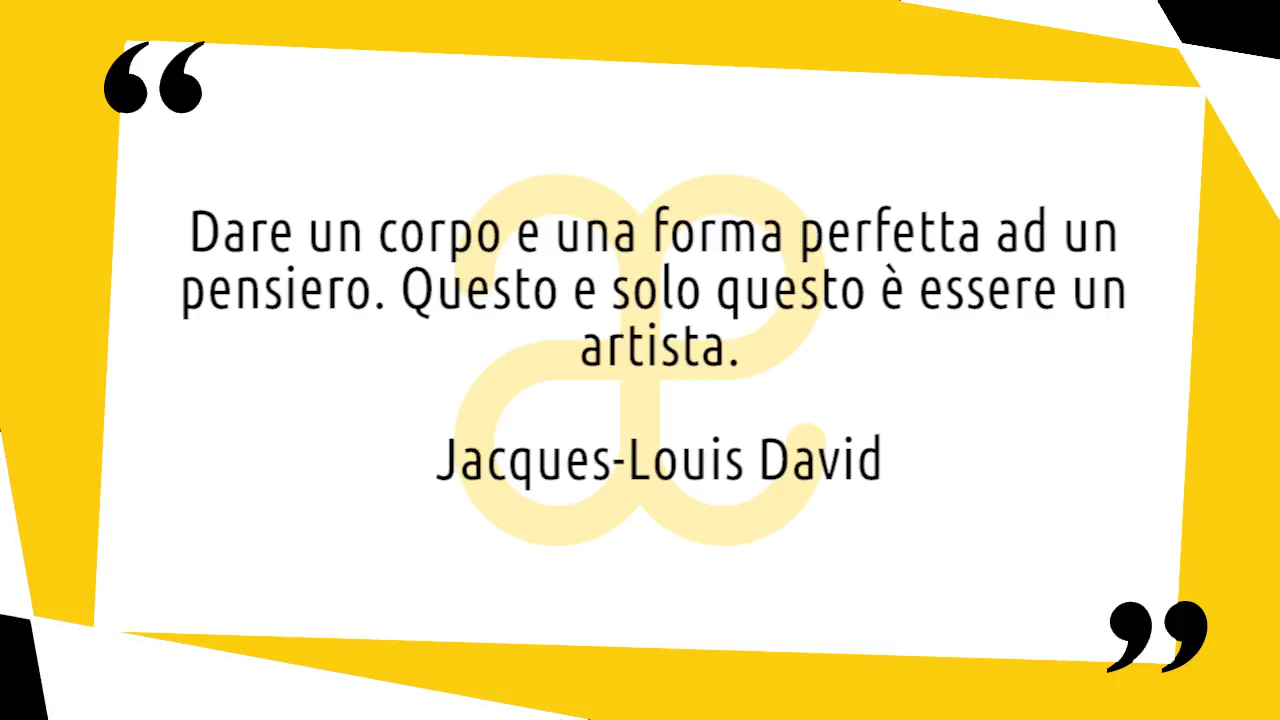 Dare un corpo e una forma perfetta ad un
pensiero. Questo e solo questo è essere un
artista.
Jacques-Louis David